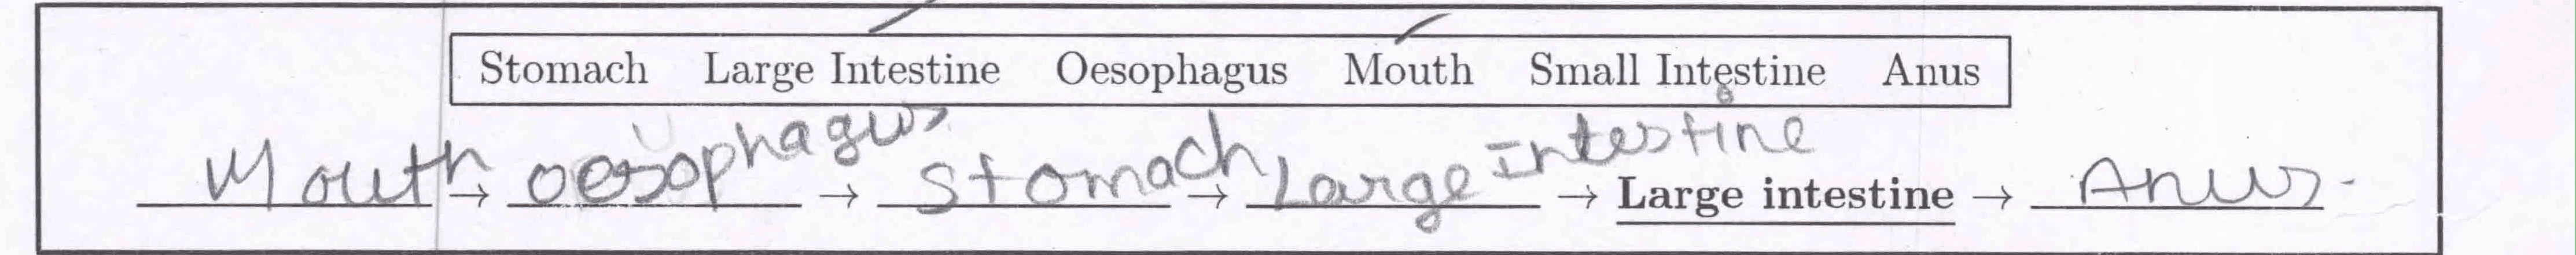 Stomach Large Intestine Oesophagus Mouth Small Intestine Anus
Mouth → oesophagus → Stomach → Large Intestine → Large intestine → Anus.